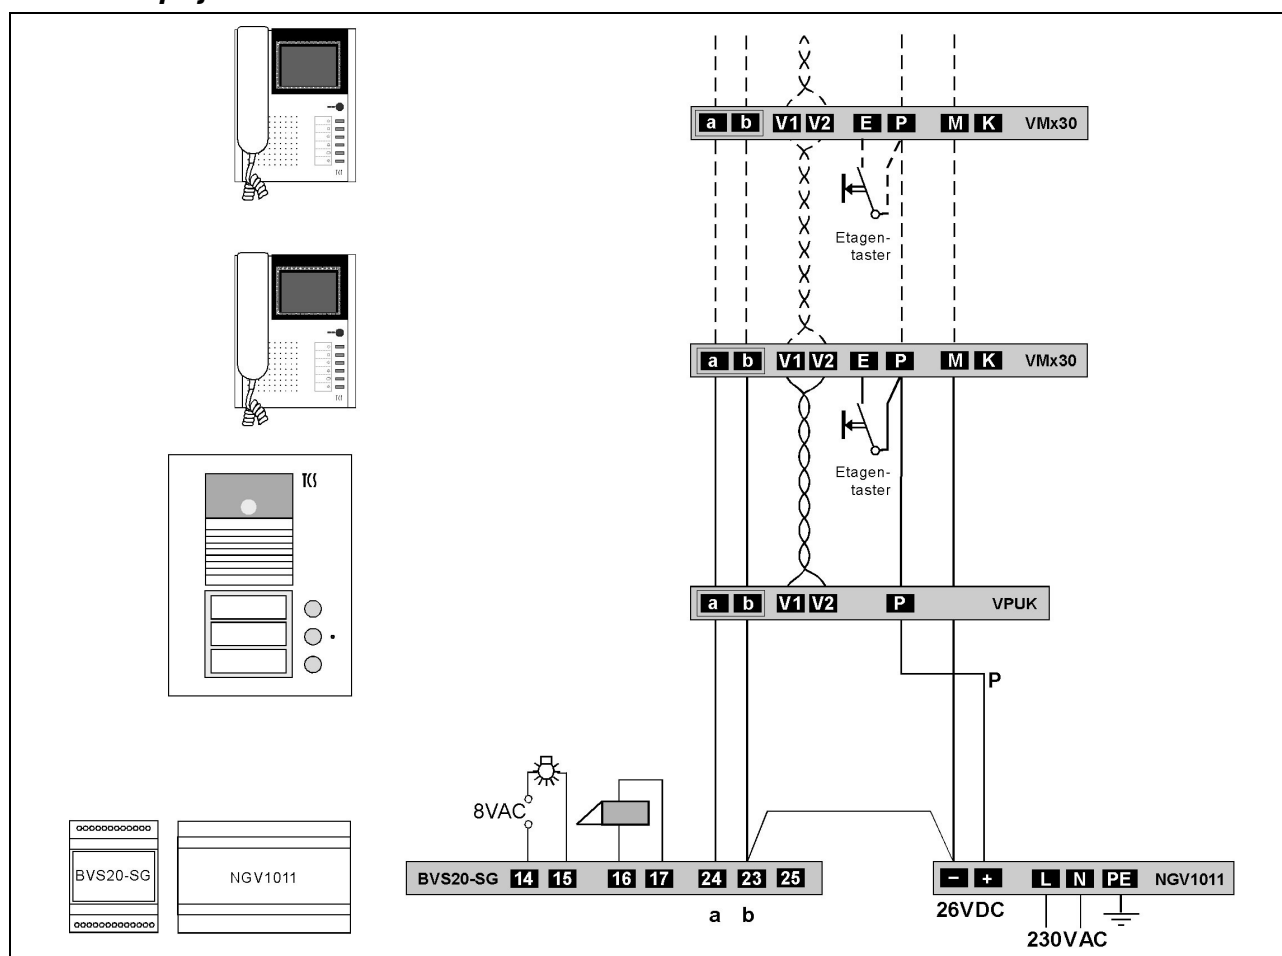 a b V1 V2 E P M K VMx30
Etagen-
taster
a b V1 V2 E P M K VMx30
Etagen-
taster
TCS
a b V1 V2 P VPUK
P
8VAC
BVS20-SG
NGV1011
BVS20-SG 14 15 16 17 24 23 25
a b
- + L N PE NGV1011
26VDC
230VAC